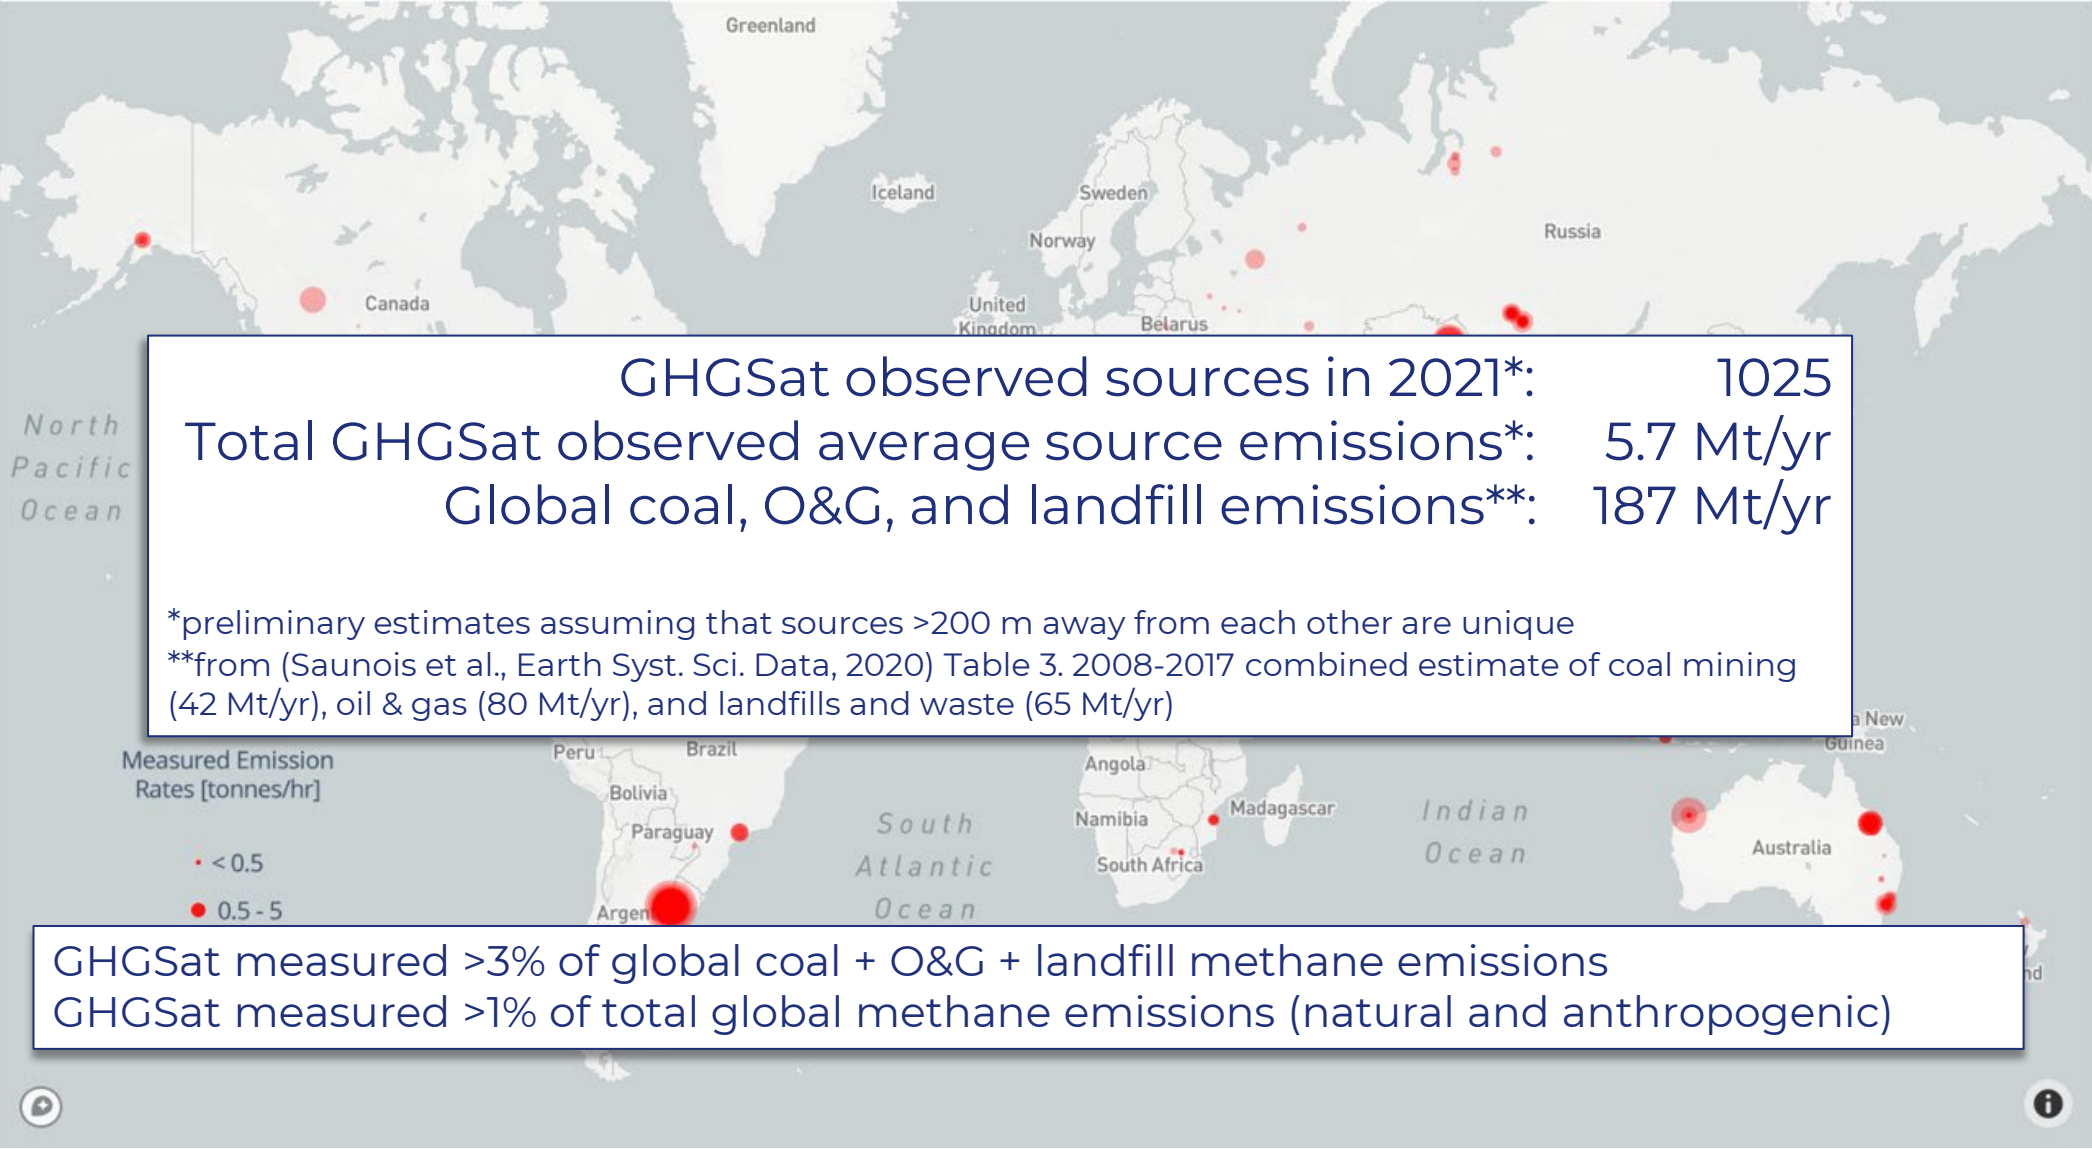 Greenland
Iceland
Sweden
Norway
Russia
Canada
United
Kingdom
Belarus
GHGSat observed sources in 2021*: 1025
Total GHGSat observed average source emissions*: 5.7 Mt/yr
Global coal, O&G, and landfill emissions**: 187 Mt/yr
*preliminary estimates assuming that sources >200 m away from each other are unique
**from (Saunois et al., Earth Syst. Sci. Data, 2020) Table 3. 2008-2017 combined estimate of coal mining
(42 Mt/yr), oil & gas (80 Mt/yr), and landfills and waste (65 Mt/yr)
North
Pacific
Ocean
a New
Guinea
Measured Emission
Rates [tonnes/hr]
< 0.5
0.5 - 5
Peru
Brazil
Bolivia
Paraguay
Argen
South
Atlantic
Ocean
Angola
Namibia
South Africa
Madagascar
Indian
Ocean
Australia
nd
GHGSat measured >3% of global coal + O&G + landfill methane emissions
GHGSat measured >1% of total global methane emissions (natural and anthropogenic)